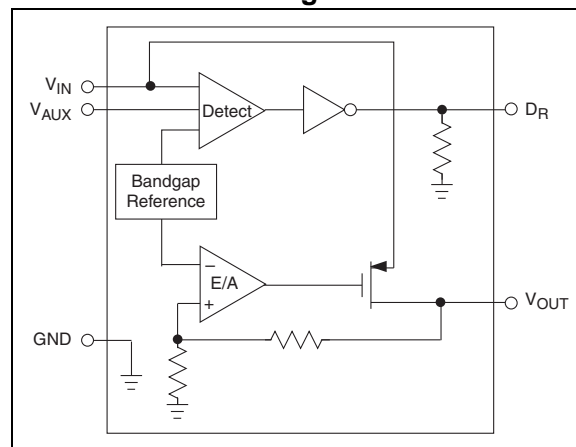 V_IN
V_AUX
Detect
D_R
Bandgap
Reference
−
E/A
+
V_OUT
GND